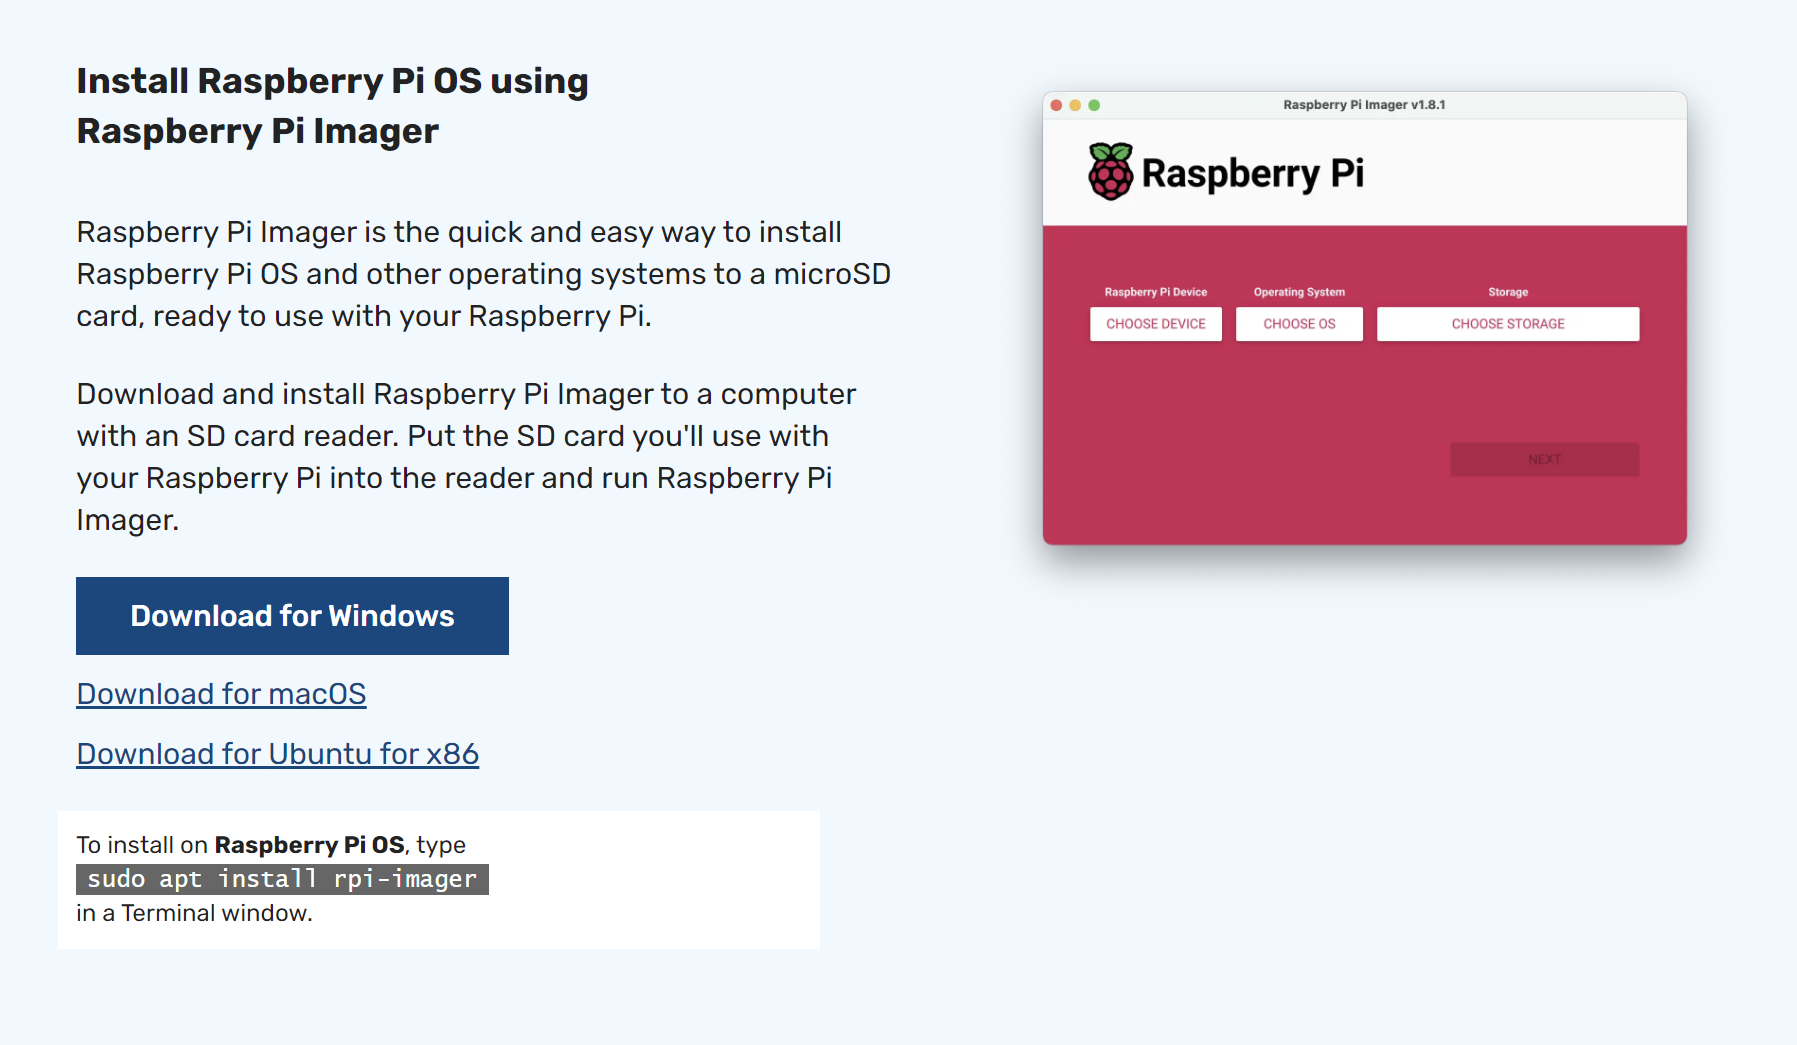 Install Raspberry Pi OS using
Raspberry Pi Imager
Raspberry Pi Imager is the quick and easy way to install
Raspberry Pi OS and other operating systems to a microSD
card, ready to use with your Raspberry Pi.
Download and install Raspberry Pi Imager to a computer
with an SD card reader. Put the SD card you'll use with
your Raspberry Pi into the reader and run Raspberry Pi
Imager.
Download for Windows
Download for macOS
Download for Ubuntu for x86
To install on Raspberry Pi OS, type
sudo apt install rpi-imager
in a Terminal window.
Raspberry Pi Imager v1.8.1
Raspberry Pi
Raspberry Pi Device Operating System Storage
CHOOSE DEVICE CHOOSE OS CHOOSE STORAGE
NEXT